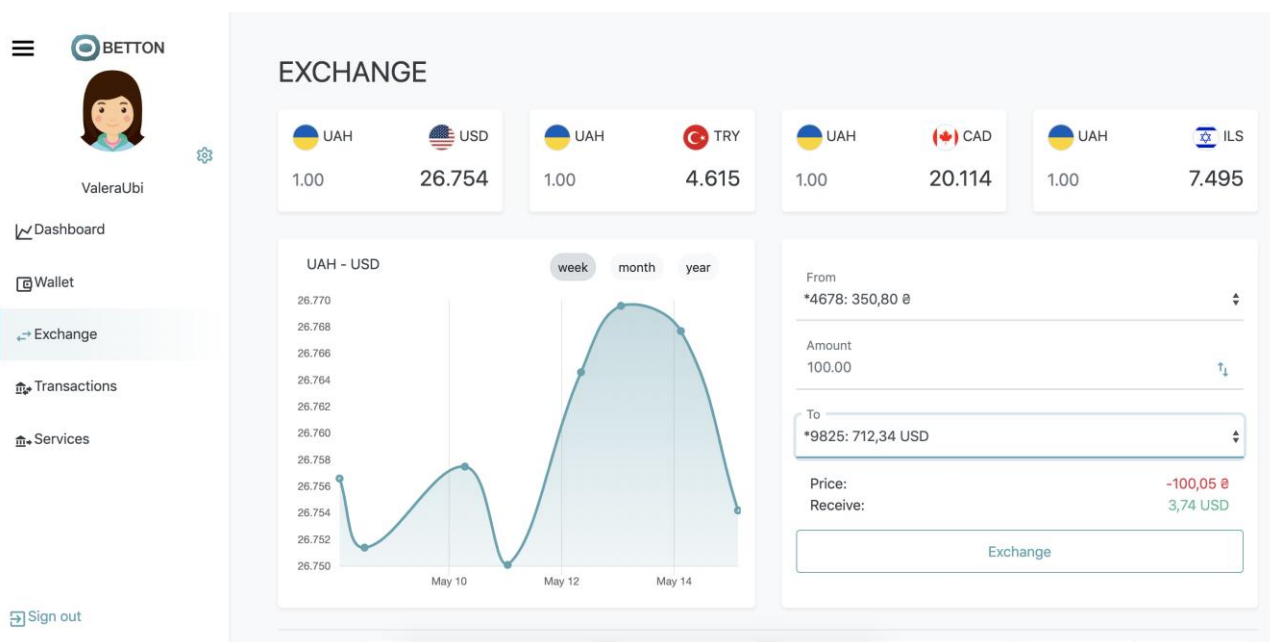 BETTON
ValeraUbi
Dashboard
Wallet
Exchange
Transactions
Services
Sign out
EXCHANGE
UAH USD
1.00 26.754
UAH TRY
1.00 4.615
UAH CAD
1.00 20.114
UAH ILS
1.00 7.495
UAH - USD
week month year
26.770
26.768
26.766
26.764
26.762
26.760
26.758
26.756
26.754
26.752
26.750
May 10 May 12 May 14
From
*4678: 350,80 ₴
Amount
100.00
To
*9825: 712,34 USD
Price: -100,05 ₴
Receive: 3,74 USD
Exchange